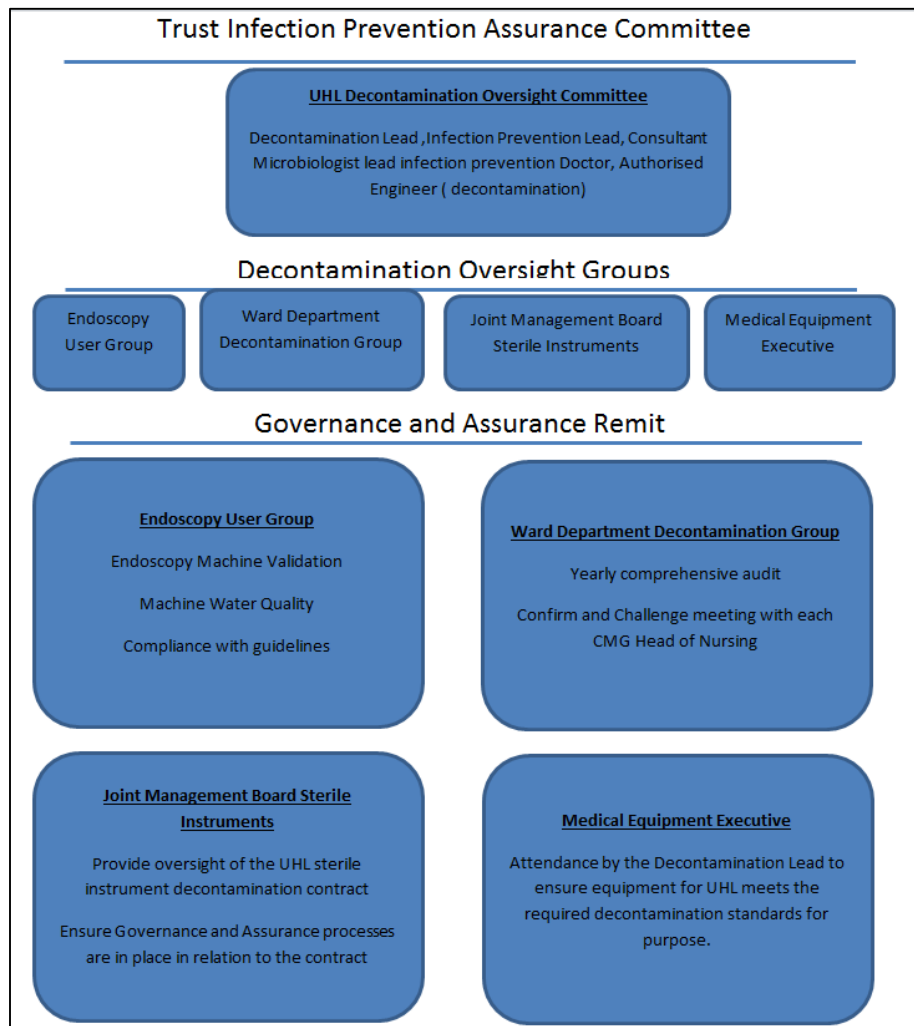 Trust Infection Prevention Assurance Committee
UHL Decontamination Oversight Committee
Decontamination Lead ,Infection Prevention Lead, Consultant
Microbiologist lead infection prevention Doctor, Authorised
Engineer ( decontamination)
Decontamination Oversight Groups
Endoscopy
User Group
Ward Department
Decontamination Group
Joint Management Board
Sterile Instruments
Medical Equipment
Executive
Governance and Assurance Remit
Endoscopy User Group
Endoscopy Machine Validation
Machine Water Quality
Compliance with guidelines
Ward Department Decontamination Group
Yearly comprehensive audit
Confirm and Challenge meeting with each
CMG Head of Nursing
Joint Management Board Sterile
Instruments
Provide oversight of the UHL sterile
instrument decontamination contract
Ensure Governance and Assurance processes
are in place in relation to the contract
Medical Equipment Executive
Attendance by the Decontamination Lead to
ensure equipment for UHL meets the
required decontamination standards for
purpose.